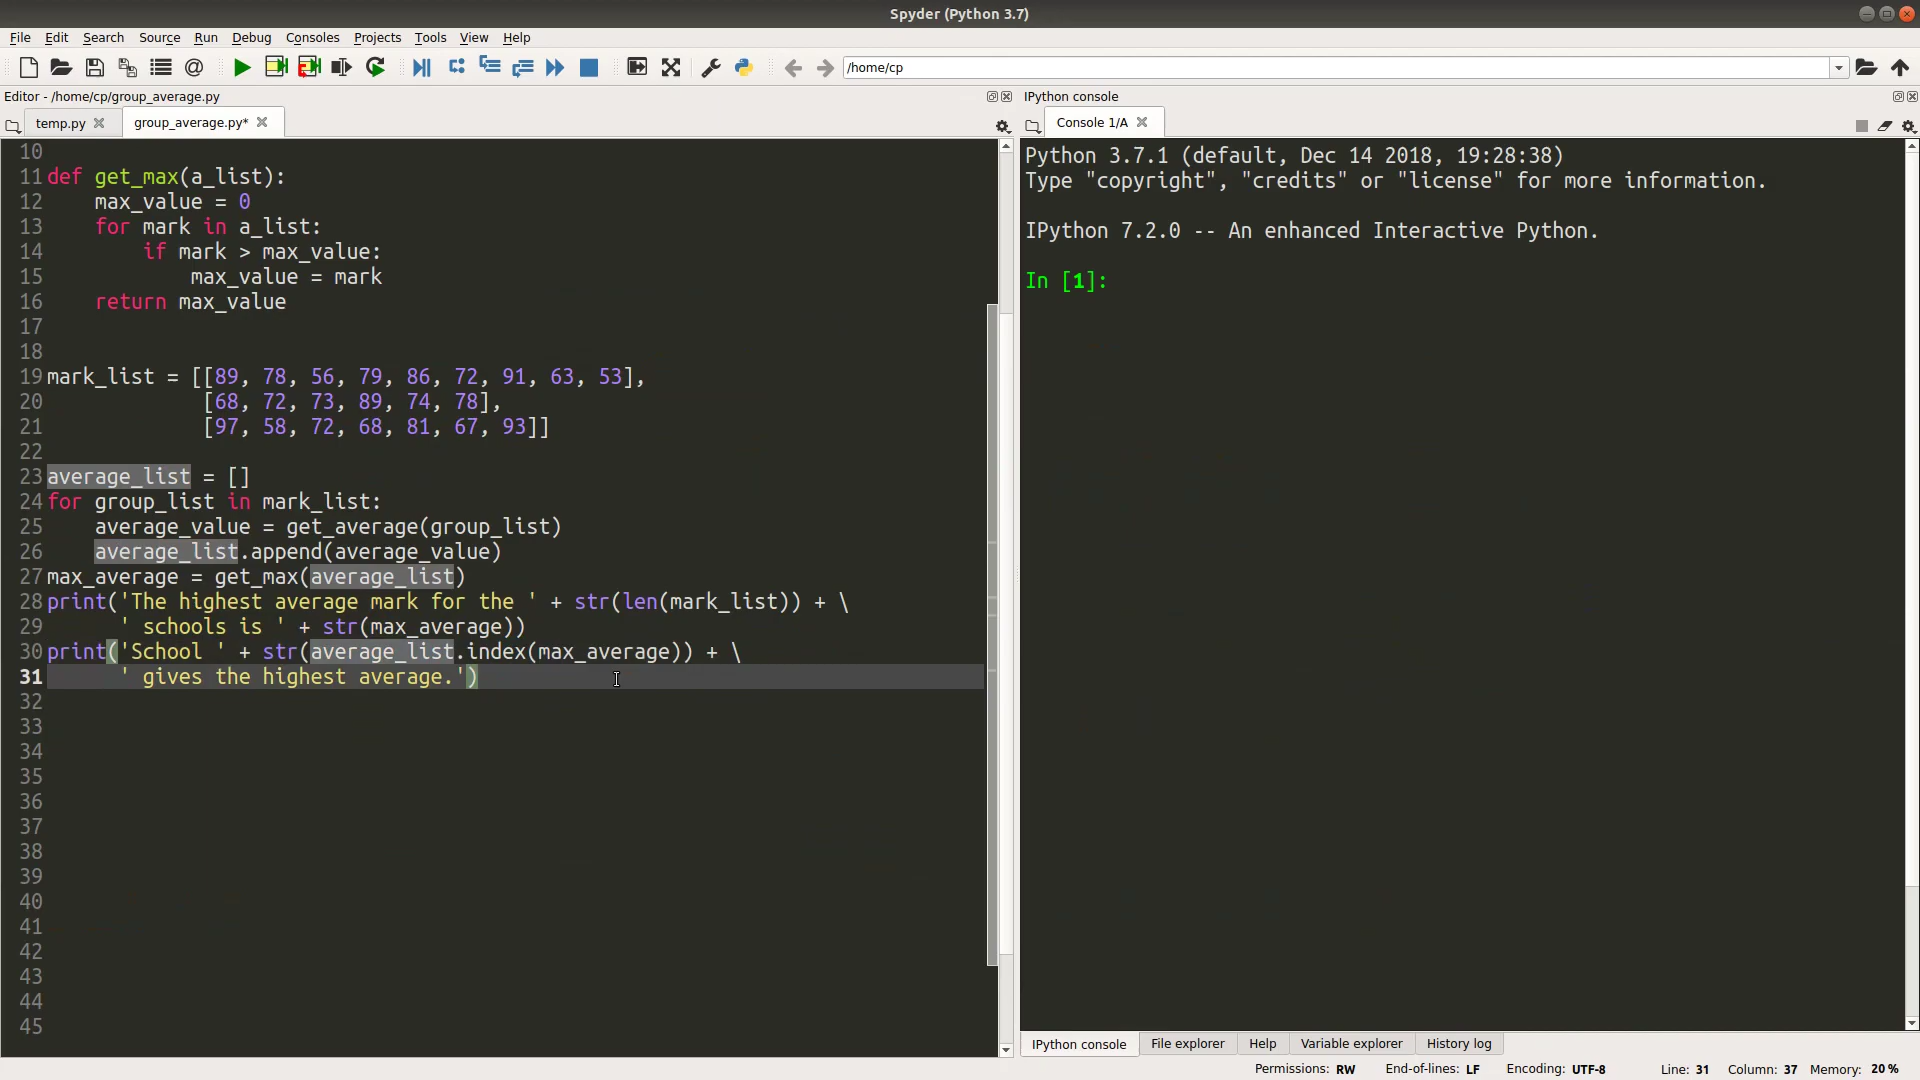 Spyder (Python 3.7)
File Edit Search Source Run Debug Consoles Projects Tools View Help
/home/cp
Editor - /home/cp/group_average.py
temp.py group_average.py*
10
11 def get_max(a_list):
12     max_value = 0
13     for mark in a_list:
14         if mark > max_value:
15             max_value = mark
16     return max_value
17
18
19 mark_list = [[89, 78, 56, 79, 86, 72, 91, 63, 53],
20              [68, 72, 73, 89, 74, 78],
21              [97, 58, 72, 68, 81, 67, 93]]
22
23 average_list = []
24 for group_list in mark_list:
25     average_value = get_average(group_list)
26     average_list.append(average_value)
27 max_average = get_max(average_list)
28 print('The highest average mark for the ' + str(len(mark_list)) + \
29       ' schools is ' + str(max_average))
30 print('School ' + str(average_list.index(max_average)) + \
31       ' gives the highest average.')
32
33
34
35
36
37
38
39
40
41
42
43
44
45
IPython console
Console 1/A
Python 3.7.1 (default, Dec 14 2018, 19:28:38)
Type "copyright", "credits" or "license" for more information.
IPython 7.2.0 -- An enhanced Interactive Python.
In [1]:
IPython console File explorer Help Variable explorer History log
Permissions: RW End-of-lines: LF Encoding: UTF-8 Line: 31 Column: 37 Memory: 20 %